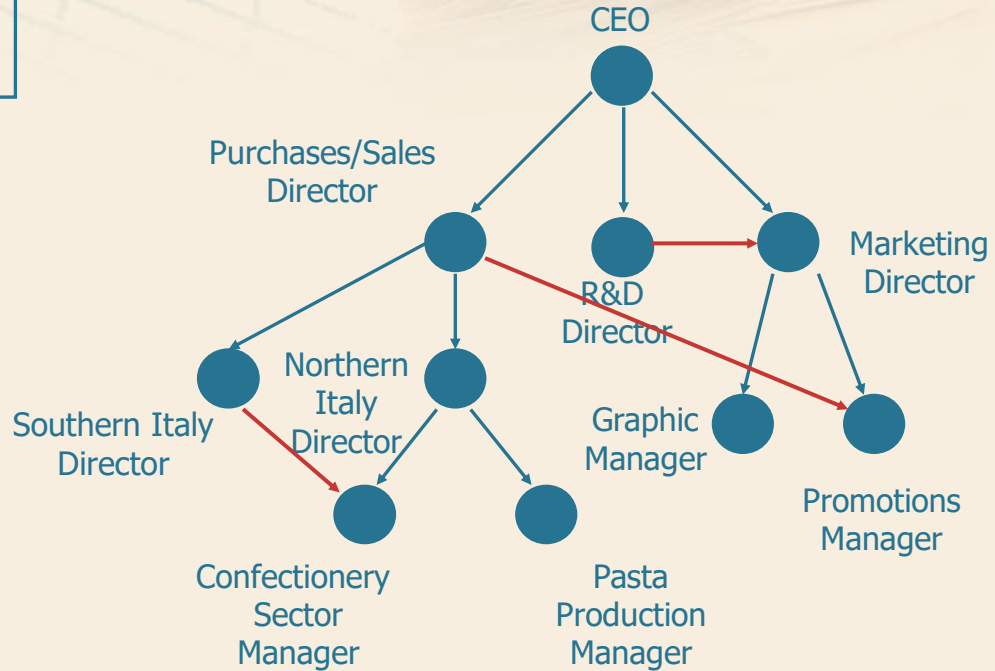 CEO
Purchases/Sales
Director
Marketing
Director
R&D
Director
Northern
Italy
Director
Southern Italy
Director
Graphic
Manager
Promotions
Manager
Confectionery
Sector
Manager
Pasta
Production
Manager